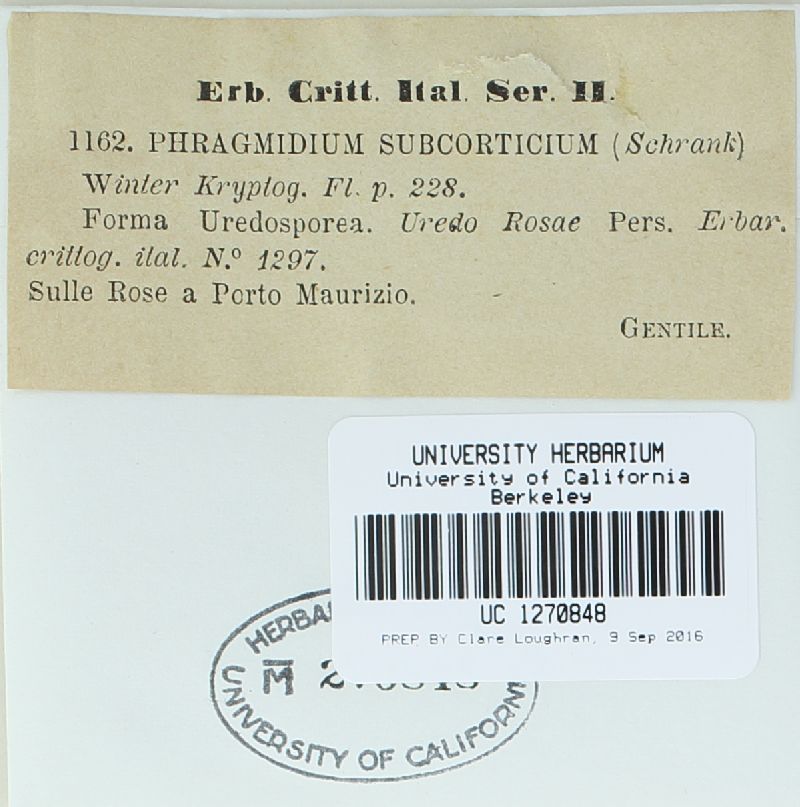 Erb. Critt. Ital. Ser. II.
1162. PHRAGMIDIUM SUBCORTICIUM (Schrank)
Winter Kryptog. Fl. p. 228.
Forma Uredosporea. Uredo Rosae Pers. Erbar.
crittog. ital. N.º 1297.
Sulle Rose a Porto Maurizio.
GENTILE.
UNIVERSITY HERBARIUM
University of California
Berkeley
UC 1270848
PREP. BY Clare Loughran, 9 Sep 2016
M
UNIVERSITY OF CALIFORNI